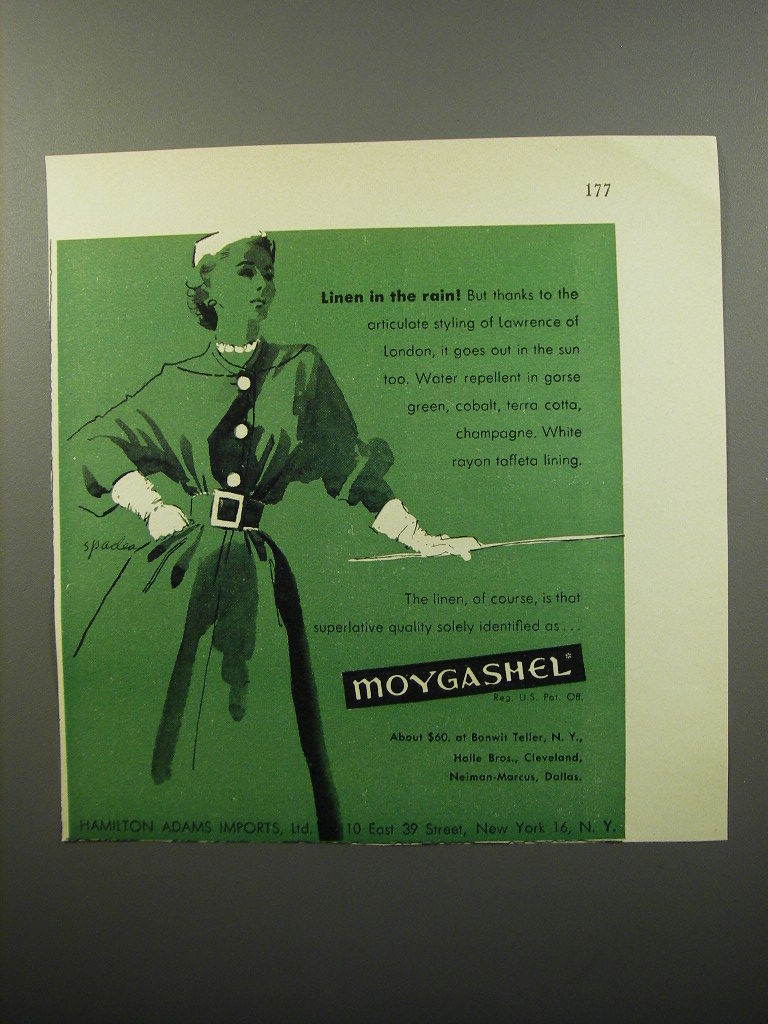 177
Linen in the rain! But thanks to the
articulate styling of Lawrence of
London, it goes out in the sun
too. Water repellent in gorse
green, cobalt, terra cotta,
champagne. White
rayon taffeta lining.
spadea
The linen, of course, is that
superlative quality solely identified as...
MOYGASHEL*
Reg. U.S. Pat. Off.
About $60. at Bonwit Teller, N. Y.,
Halle Bros., Cleveland,
Neiman-Marcus, Dallas.
HAMILTON ADAMS IMPORTS, Ltd. 10 East 39 Street, New York 16, N. Y.